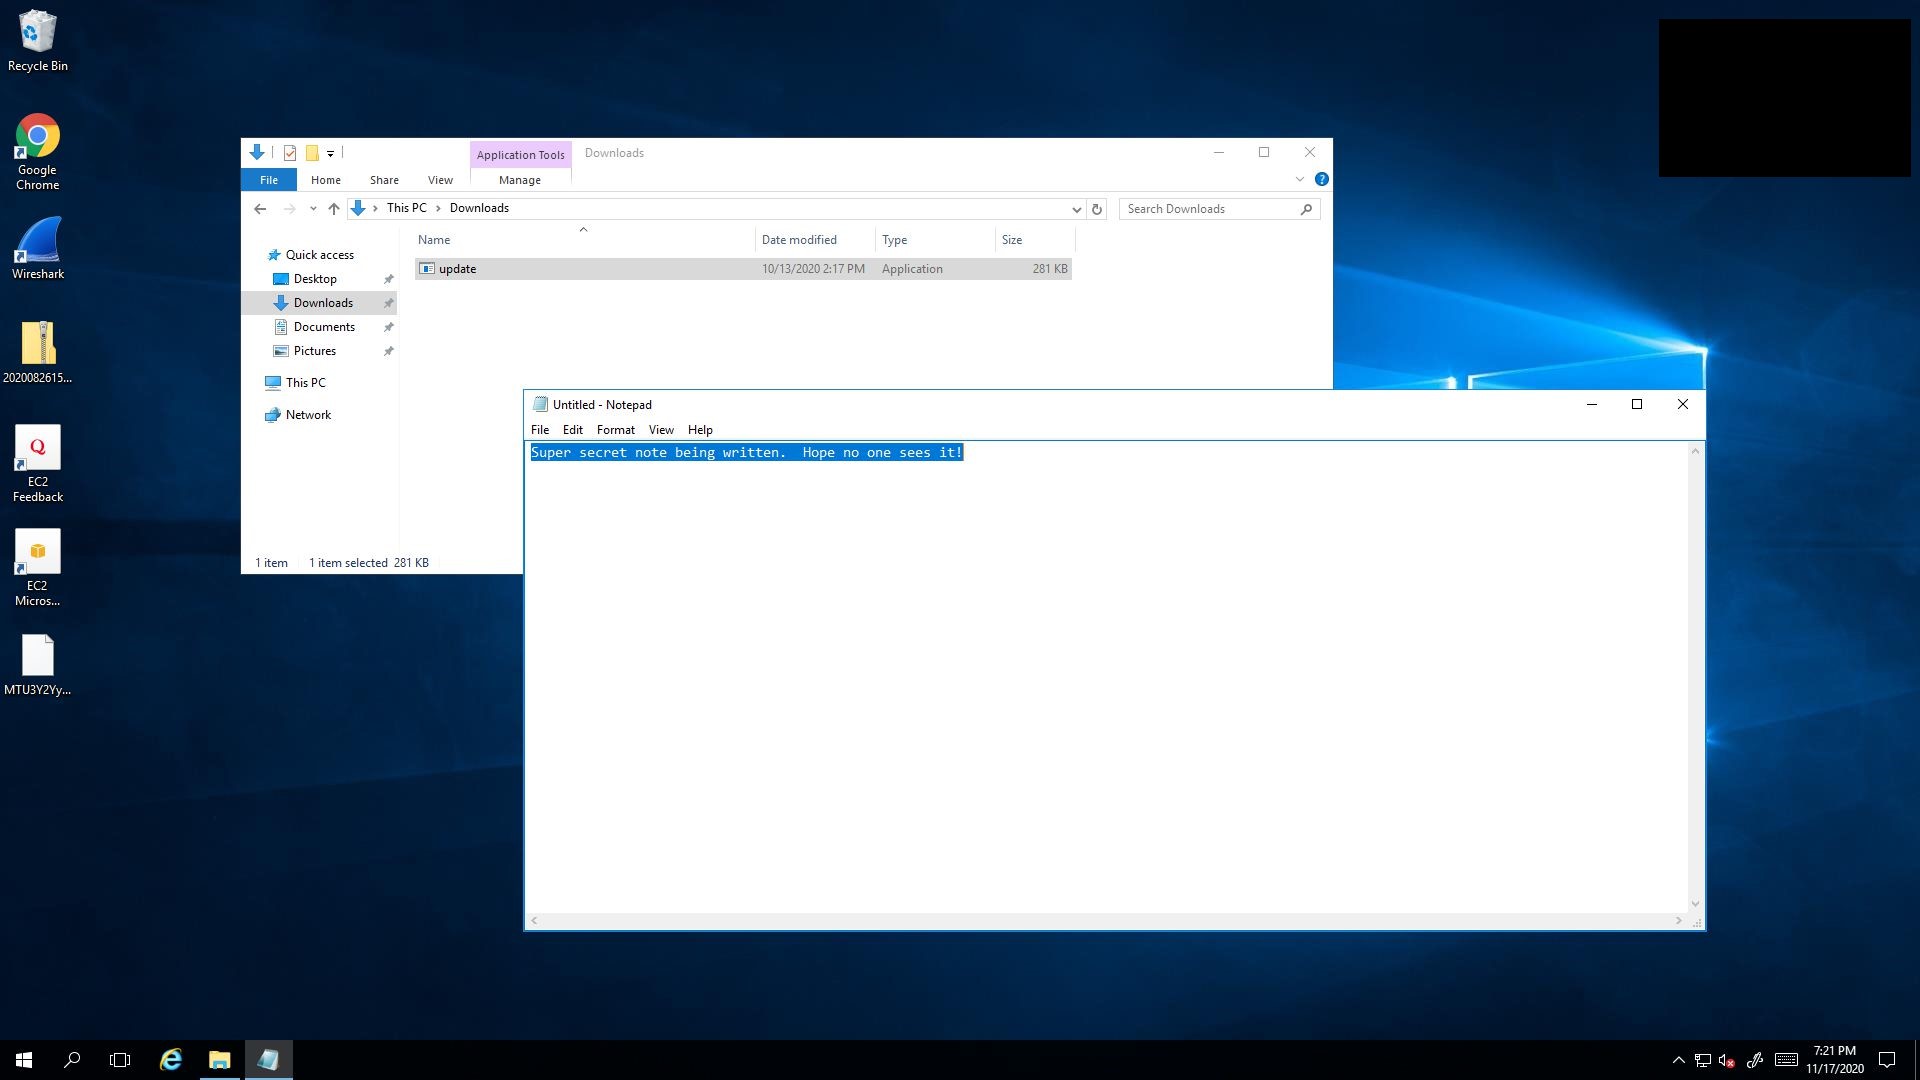 Recycle Bin
Google
Chrome
Wireshark
2020082615...
EC2
Feedback
EC2
Micros...
MTU3Y2Yy...
Application Tools
Downloads
File
Home
Share
View
Manage
This PC
Downloads
Search Downloads
Name
Date modified
Type
Size
update
10/13/2020 2:17 PM
Application
281 KB
Quick access
Desktop
Downloads
Documents
Pictures
This PC
Network
1 item
1 item selected 281 KB
Untitled - Notepad
File
Edit
Format
View
Help
Super secret note being written.  Hope no one sees it!
7:21 PM
11/17/2020